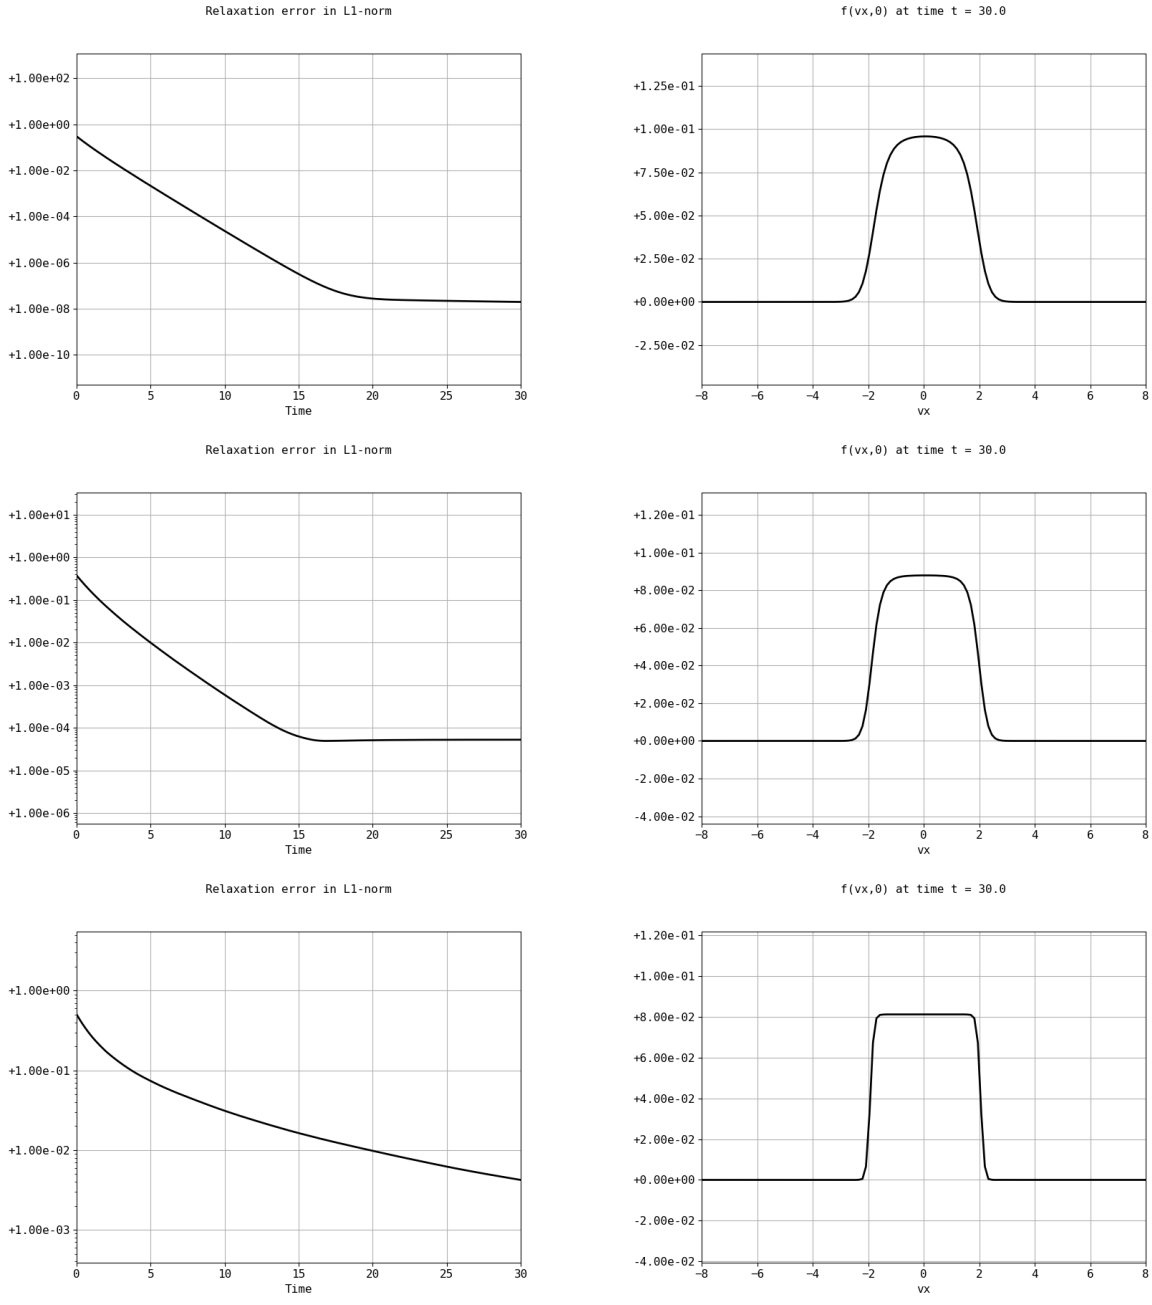 Relaxation error in L1-norm
+1.00e+02
+1.00e+00
+1.00e-02
+1.00e-04
+1.00e-06
+1.00e-08
+1.00e-10
0 5 10 15 20 25 30
Time
f(vx,0) at time t = 30.0
+1.25e-01
+1.00e-01
+7.50e-02
+5.00e-02
+2.50e-02
+0.00e+00
-2.50e-02
−8 −6 −4 −2 0 2 4 6 8
vx
Relaxation error in L1-norm
+1.00e+01
+1.00e+00
+1.00e-01
+1.00e-02
+1.00e-03
+1.00e-04
+1.00e-05
+1.00e-06
0 5 10 15 20 25 30
Time
f(vx,0) at time t = 30.0
+1.20e-01
+1.00e-01
+8.00e-02
+6.00e-02
+4.00e-02
+2.00e-02
+0.00e+00
-2.00e-02
-4.00e-02
−8 −6 −4 −2 0 2 4 6 8
vx
Relaxation error in L1-norm
+1.00e+00
+1.00e-01
+1.00e-02
+1.00e-03
0 5 10 15 20 25 30
Time
f(vx,0) at time t = 30.0
+1.20e-01
+1.00e-01
+8.00e-02
+6.00e-02
+4.00e-02
+2.00e-02
+0.00e+00
-2.00e-02
-4.00e-02
−8 −6 −4 −2 0 2 4 6 8
vx